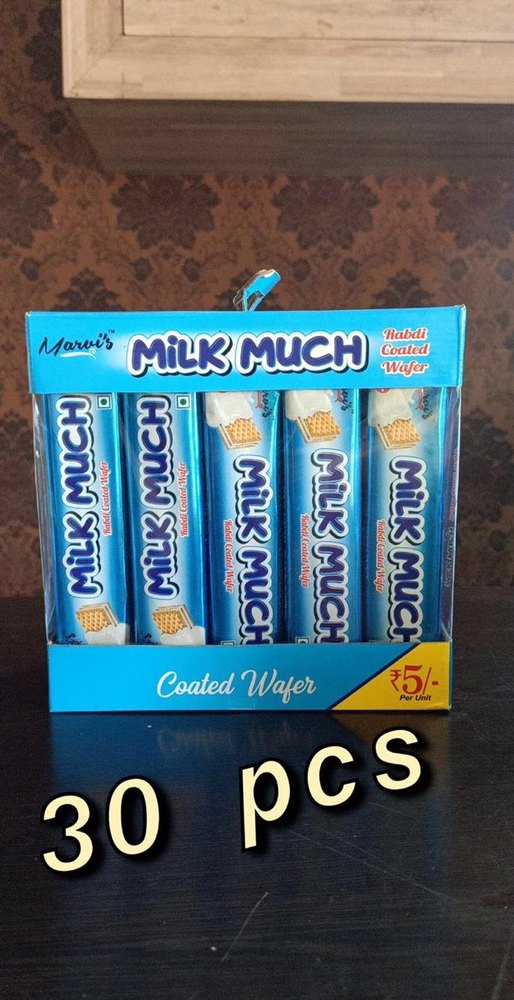 Marvi's™
MiLK MUCH
Rabdi
Coated
Wafer
MiLK MUCH
Rabdi Coated Wafer
MiLK MUCH
Rabdi Coated Wafer
MiLK MUCH
Rabdi Coated Wafer
MiLK MUCH
Rabdi Coated Wafer
MiLK MUCH
Rabdi Coated Wafer
Coated Wafer
₹5/-
Per Unit
30 pcs